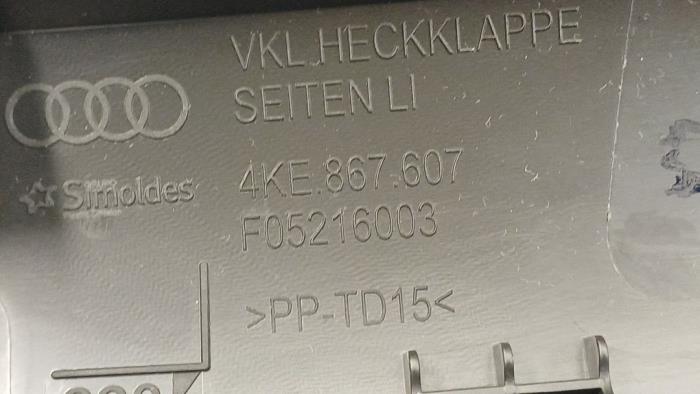 VKL.HECKKLAPPE
SEITEN LI
Simoldes
4KE.867.607
F05216003
>PP-TD15<